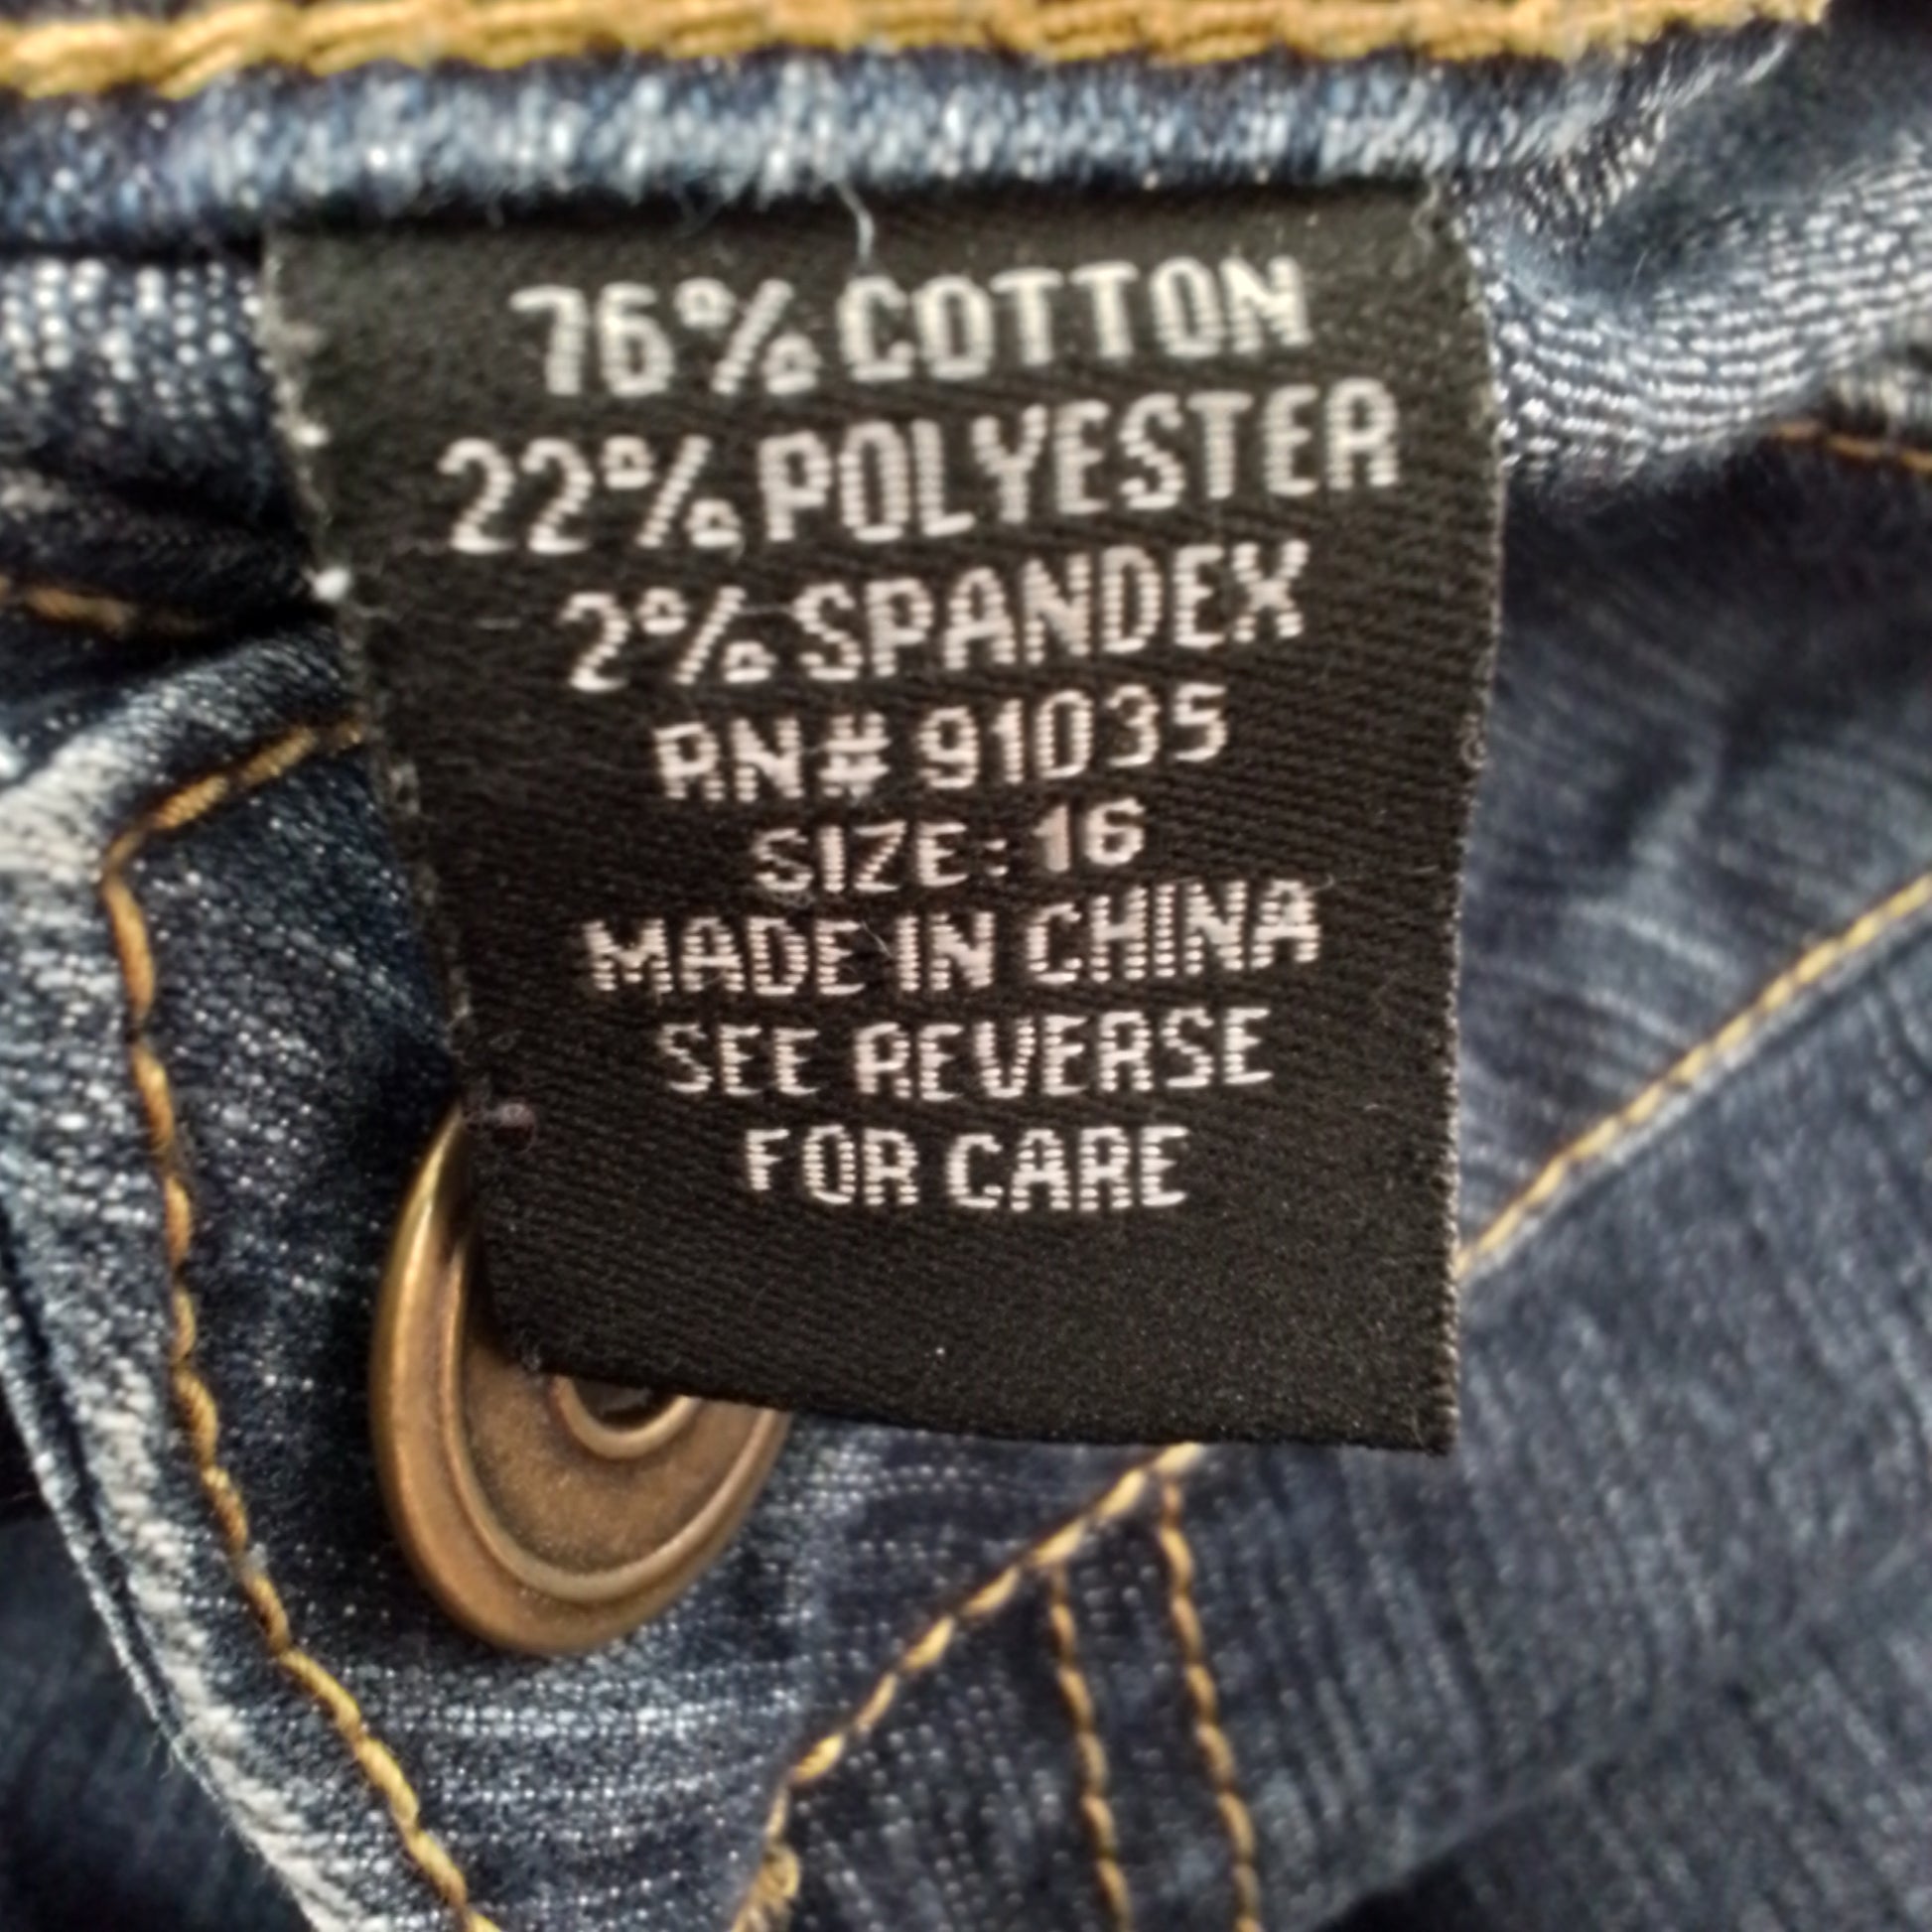 76% COTTON
22% POLYESTER
2% SPANDEX
RN# 91035
SIZE: 16
MADE IN CHINA
SEE REVERSE
FOR CARE